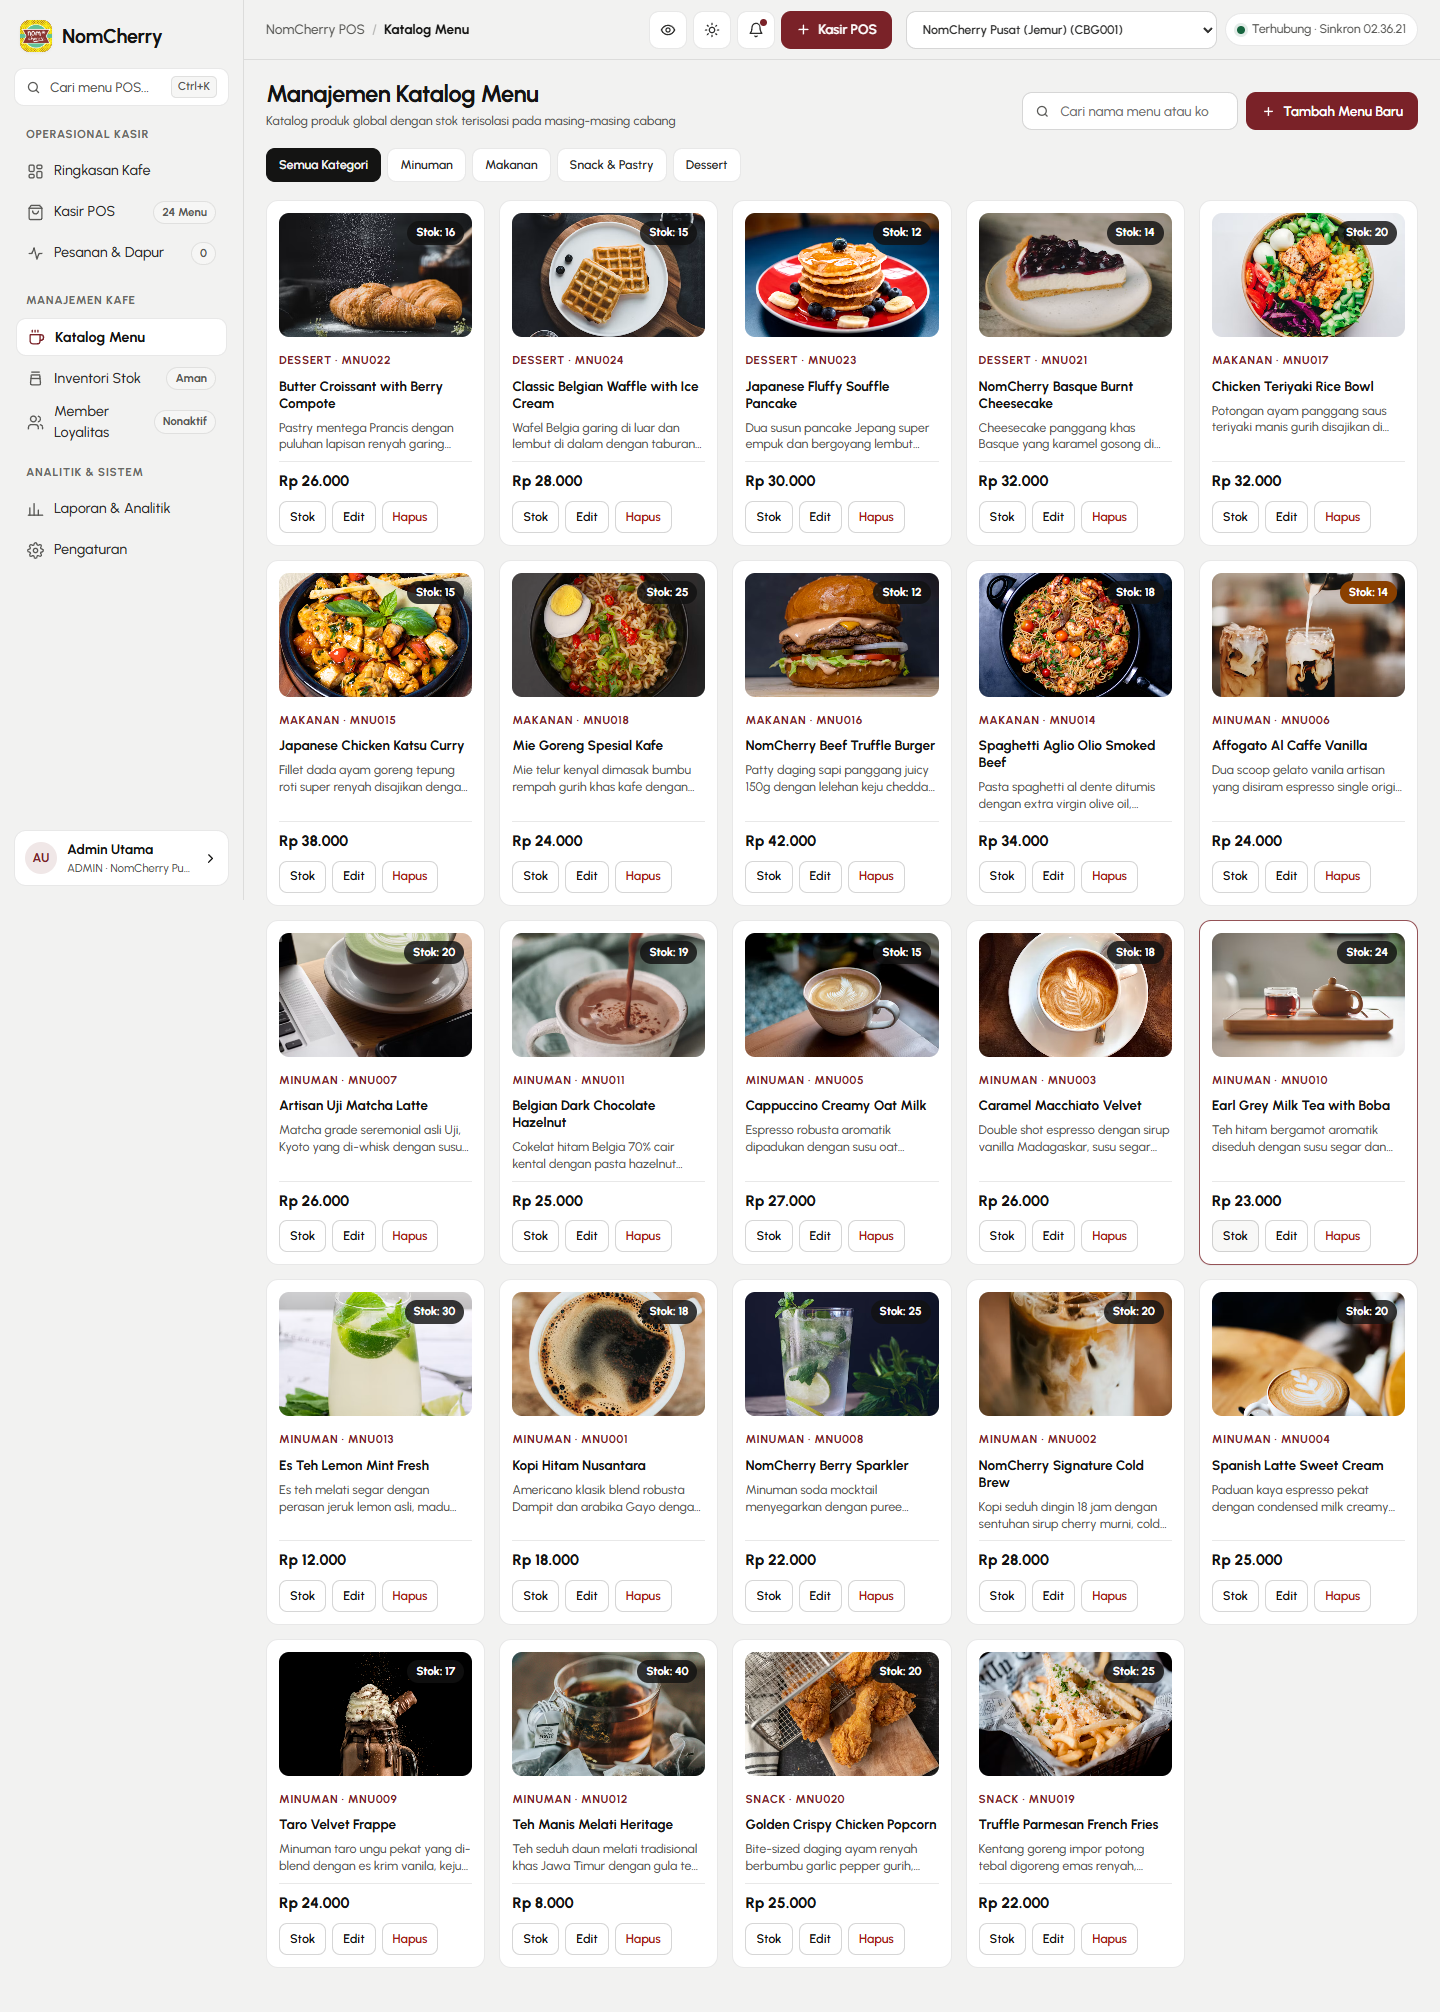 NomCherry
Cari menu POS...
Ctrl+K
OPERASIONAL KASIR
Ringkasan Kafe
Kasir POS
24 Menu
Pesanan & Dapur
0
MANAJEMEN KAFE
Katalog Menu
Inventori Stok
Aman
Member
Loyalitas
Nonaktif
ANALITIK & SISTEM
Laporan & Analitik
Pengaturan
AU
Admin Utama
ADMIN · NomCherry Pu...
NomCherry POS / Katalog Menu
+ Kasir POS
NomCherry Pusat (Jemur) (CBG001)
Terhubung · Sinkron 02.36.21
Manajemen Katalog Menu
Katalog produk global dengan stok terisolasi pada masing-masing cabang
Cari nama menu atau ko
+ Tambah Menu Baru
Semua Kategori
Minuman
Makanan
Snack & Pastry
Dessert
Stok: 16
DESSERT · MNU022
Butter Croissant with Berry
Compote
Pastry mentega Prancis dengan
puluhan lapisan renyah garing...
Rp 26.000
Stok Edit Hapus
Stok: 15
DESSERT · MNU024
Classic Belgian Waffle with Ice
Cream
Wafel Belgia garing di luar dan
lembut di dalam dengan taburan...
Rp 28.000
Stok Edit Hapus
Stok: 12
DESSERT · MNU023
Japanese Fluffy Souffle
Pancake
Dua susun pancake Jepang super
empuk dan bergoyang lembut...
Rp 30.000
Stok Edit Hapus
Stok: 14
DESSERT · MNU021
NomCherry Basque Burnt
Cheesecake
Cheesecake panggang khas
Basque yang karamel gosong di...
Rp 32.000
Stok Edit Hapus
Stok: 20
MAKANAN · MNU017
Chicken Teriyaki Rice Bowl
Potongan ayam panggang saus
teriyaki manis gurih disajikan di...
Rp 32.000
Stok Edit Hapus
Stok: 15
MAKANAN · MNU015
Japanese Chicken Katsu Curry
Fillet dada ayam goreng tepung
roti super renyah disajikan denga...
Rp 38.000
Stok Edit Hapus
Stok: 25
MAKANAN · MNU018
Mie Goreng Spesial Kafe
Mie telur kenyal dimasak bumbu
rempah gurih khas kafe dengan...
Rp 24.000
Stok Edit Hapus
Stok: 12
MAKANAN · MNU016
NomCherry Beef Truffle Burger
Patty daging sapi panggang juicy
150g dengan lelehan keju chedda...
Rp 42.000
Stok Edit Hapus
Stok: 18
MAKANAN · MNU014
Spaghetti Aglio Olio Smoked
Beef
Pasta spaghetti al dente ditumis
dengan extra virgin olive oil,...
Rp 34.000
Stok Edit Hapus
Stok: 14
MINUMAN · MNU006
Affogato Al Caffe Vanilla
Dua scoop gelato vanila artisan
yang disiram espresso single origi...
Rp 24.000
Stok Edit Hapus
Stok: 20
MINUMAN · MNU007
Artisan Uji Matcha Latte
Matcha grade seremonial asli Uji,
Kyoto yang di-whisk dengan susu...
Rp 26.000
Stok Edit Hapus
Stok: 19
MINUMAN · MNU011
Belgian Dark Chocolate
Hazelnut
Cokelat hitam Belgia 70% cair
kental dengan pasta hazelnut...
Rp 25.000
Stok Edit Hapus
Stok: 15
MINUMAN · MNU005
Cappuccino Creamy Oat Milk
Espresso robusta aromatik
dipadukan dengan susu oat...
Rp 27.000
Stok Edit Hapus
Stok: 18
MINUMAN · MNU003
Caramel Macchiato Velvet
Double shot espresso dengan sirup
vanilla Madagaskar, susu segar...
Rp 26.000
Stok Edit Hapus
Stok: 24
MINUMAN · MNU010
Earl Grey Milk Tea with Boba
Teh hitam bergamot aromatik
diseduh dengan susu segar dan...
Rp 23.000
Stok Edit Hapus
Stok: 30
MINUMAN · MNU013
Es Teh Lemon Mint Fresh
Es teh melati segar dengan
perasan jeruk lemon asli, madu...
Rp 12.000
Stok Edit Hapus
Stok: 18
MINUMAN · MNU001
Kopi Hitam Nusantara
Americano klasik blend robusta
Dampit dan arabika Gayo denga...
Rp 18.000
Stok Edit Hapus
Stok: 25
MINUMAN · MNU008
NomCherry Berry Sparkler
Minuman soda mocktail
menyegarkan dengan puree...
Rp 22.000
Stok Edit Hapus
Stok: 20
MINUMAN · MNU002
NomCherry Signature Cold
Brew
Kopi seduh dingin 18 jam dengan
sentuhan sirup cherry murni, cold...
Rp 28.000
Stok Edit Hapus
Stok: 20
MINUMAN · MNU004
Spanish Latte Sweet Cream
Paduan kaya espresso pekat
dengan condensed milk creamy...
Rp 25.000
Stok Edit Hapus
Stok: 17
MINUMAN · MNU009
Taro Velvet Frappe
Minuman taro ungu pekat yang di-
blend dengan es krim vanila, keju...
Rp 24.000
Stok Edit Hapus
Stok: 40
MINUMAN · MNU012
Teh Manis Melati Heritage
Teh seduh daun melati tradisional
khas Jawa Timur dengan gula te...
Rp 8.000
Stok Edit Hapus
Stok: 20
SNACK · MNU020
Golden Crispy Chicken Popcorn
Bite-sized daging ayam renyah
berbumbu garlic pepper gurih,...
Rp 25.000
Stok Edit Hapus
Stok: 25
SNACK · MNU019
Truffle Parmesan French Fries
Kentang goreng impor potong
tebal digoreng emas renyah,...
Rp 22.000
Stok Edit Hapus